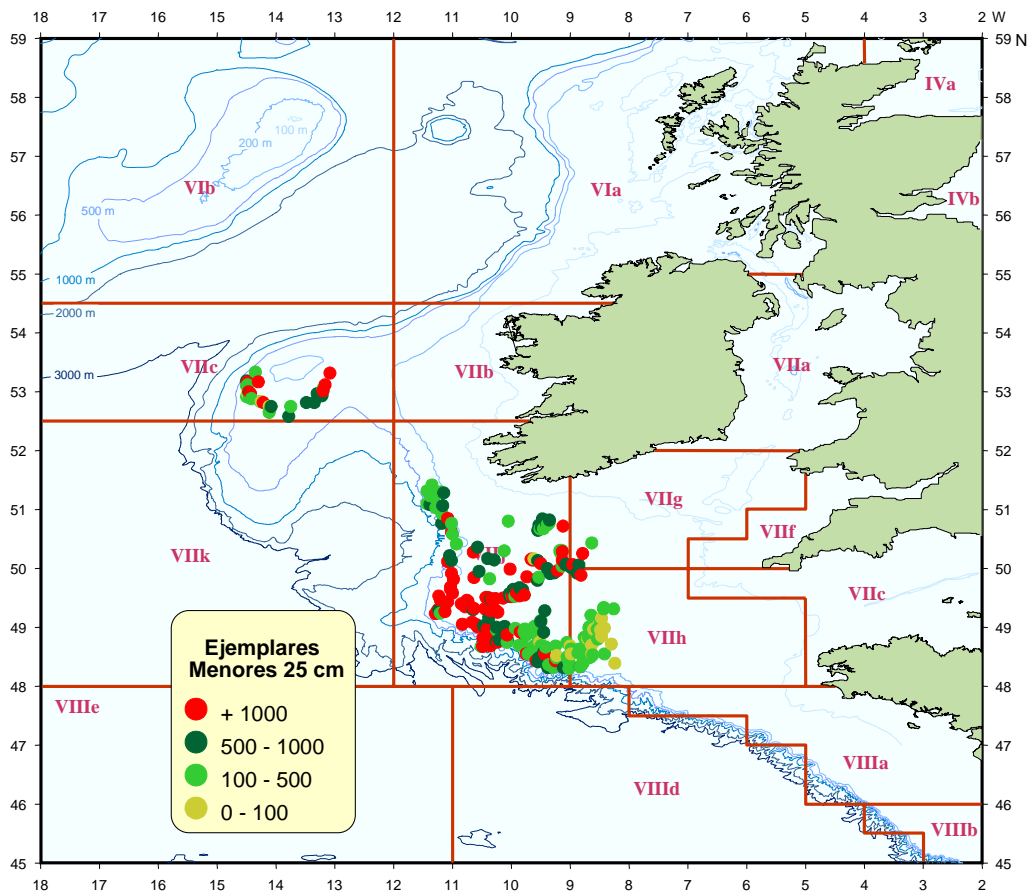 18 17 16 15 14 13 12 11 10 9 8 7 6 5 4 3 2 W
59 59 N
IVa
58 58
100 m
200 m
57 57
VIb VIa
IVb
500 m
56 56
55 55
1000 m
2000 m
54 54
VIIc VIIb VIIa
3000 m
53 53
52 52
VIIg
51 51
VIIf
VIIk
50 50
VIIc
49 49
VIIh
Ejemplares
Menores 25 cm
48 48
VIIIe
+ 1000
47 47
500 - 1000
VIIIa
100 - 500
VIIId
46 46
0 - 100
VIIIb
45 45
18 17 16 15 14 13 12 11 10 9 8 7 6 5 4 3 2